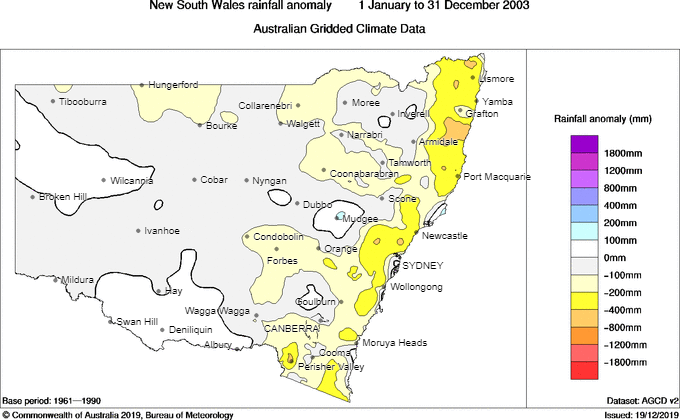 New South Wales rainfall anomaly 1 January to 31 December 2003
Australian Gridded Climate Data
Hungerford
Lismore
Tibooburra
Collarenebri
Moree
Yamba
Inverell
Grafton
Bourke
Walgett
Narrabri
Armidale
Tamworth
Wilcannia
Cobar
Nyngan
Coonabarabran
Port Macquarie
Broken Hill
Dubbo
Scone
Mudgee
Ivanhoe
Condobolin
Newcastle
Orange
Forbes
SYDNEY
Mildura
Hay
Wollongong
Goulburn
Wagga Wagga
Swan Hill
Deniliquin
CANBERRA
Albury
Moruya Heads
Cooma
Perisher Valley
Rainfall anomaly (mm)
1800mm
1200mm
800mm
400mm
200mm
100mm
0mm
−100mm
−200mm
−400mm
−800mm
−1200mm
−1800mm
Base period: 1961—1990
Dataset: AGCD v2
© Commonwealth of Australia 2019, Bureau of Meteorology
Issued: 19/12/2019